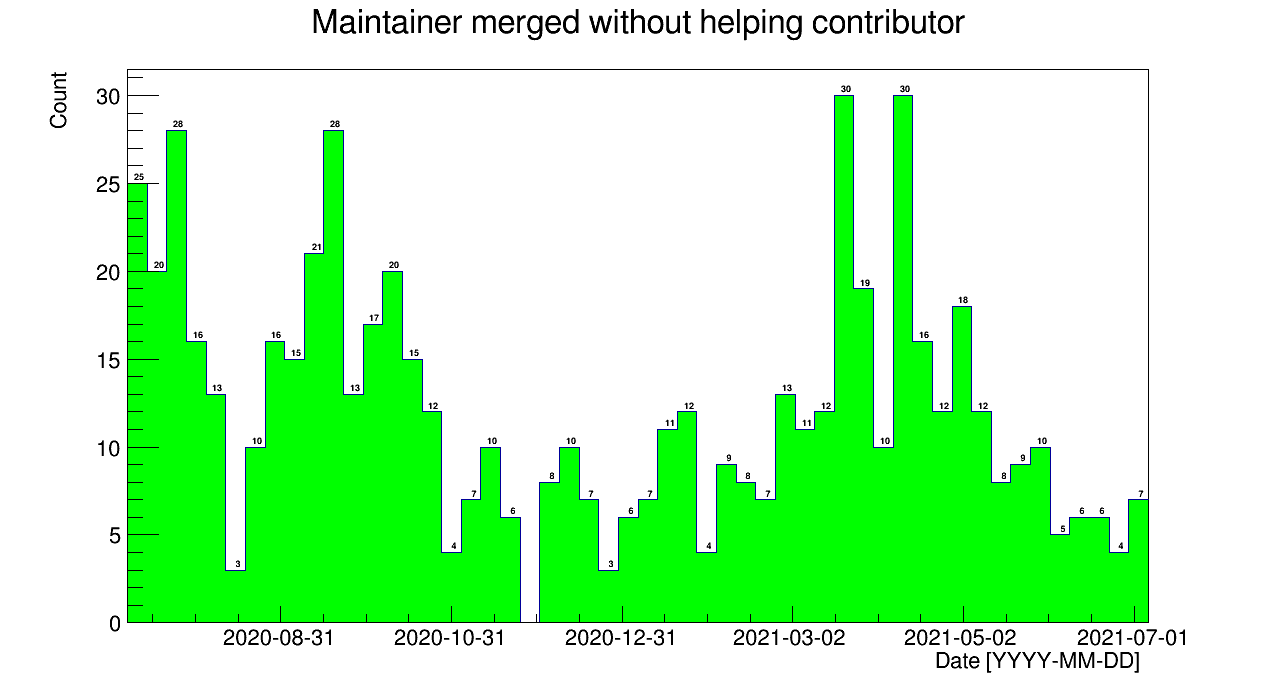 Maintainer merged without helping contributor
Count
30
25
20
15
10
5
0
25 20 28 16 13 3 10 16 15 21 28 13 17 20 15 12 4 7 10 6 8 10 7 3 6 7 11 12 4 9 8 7 13 11 12 30 19 10 30 16 12 18 12 8 9 10 5 6 6 4 7
2020-08-31 2020-10-31 2020-12-31 2021-03-02 2021-05-02 2021-07-01
Date [YYYY-MM-DD]